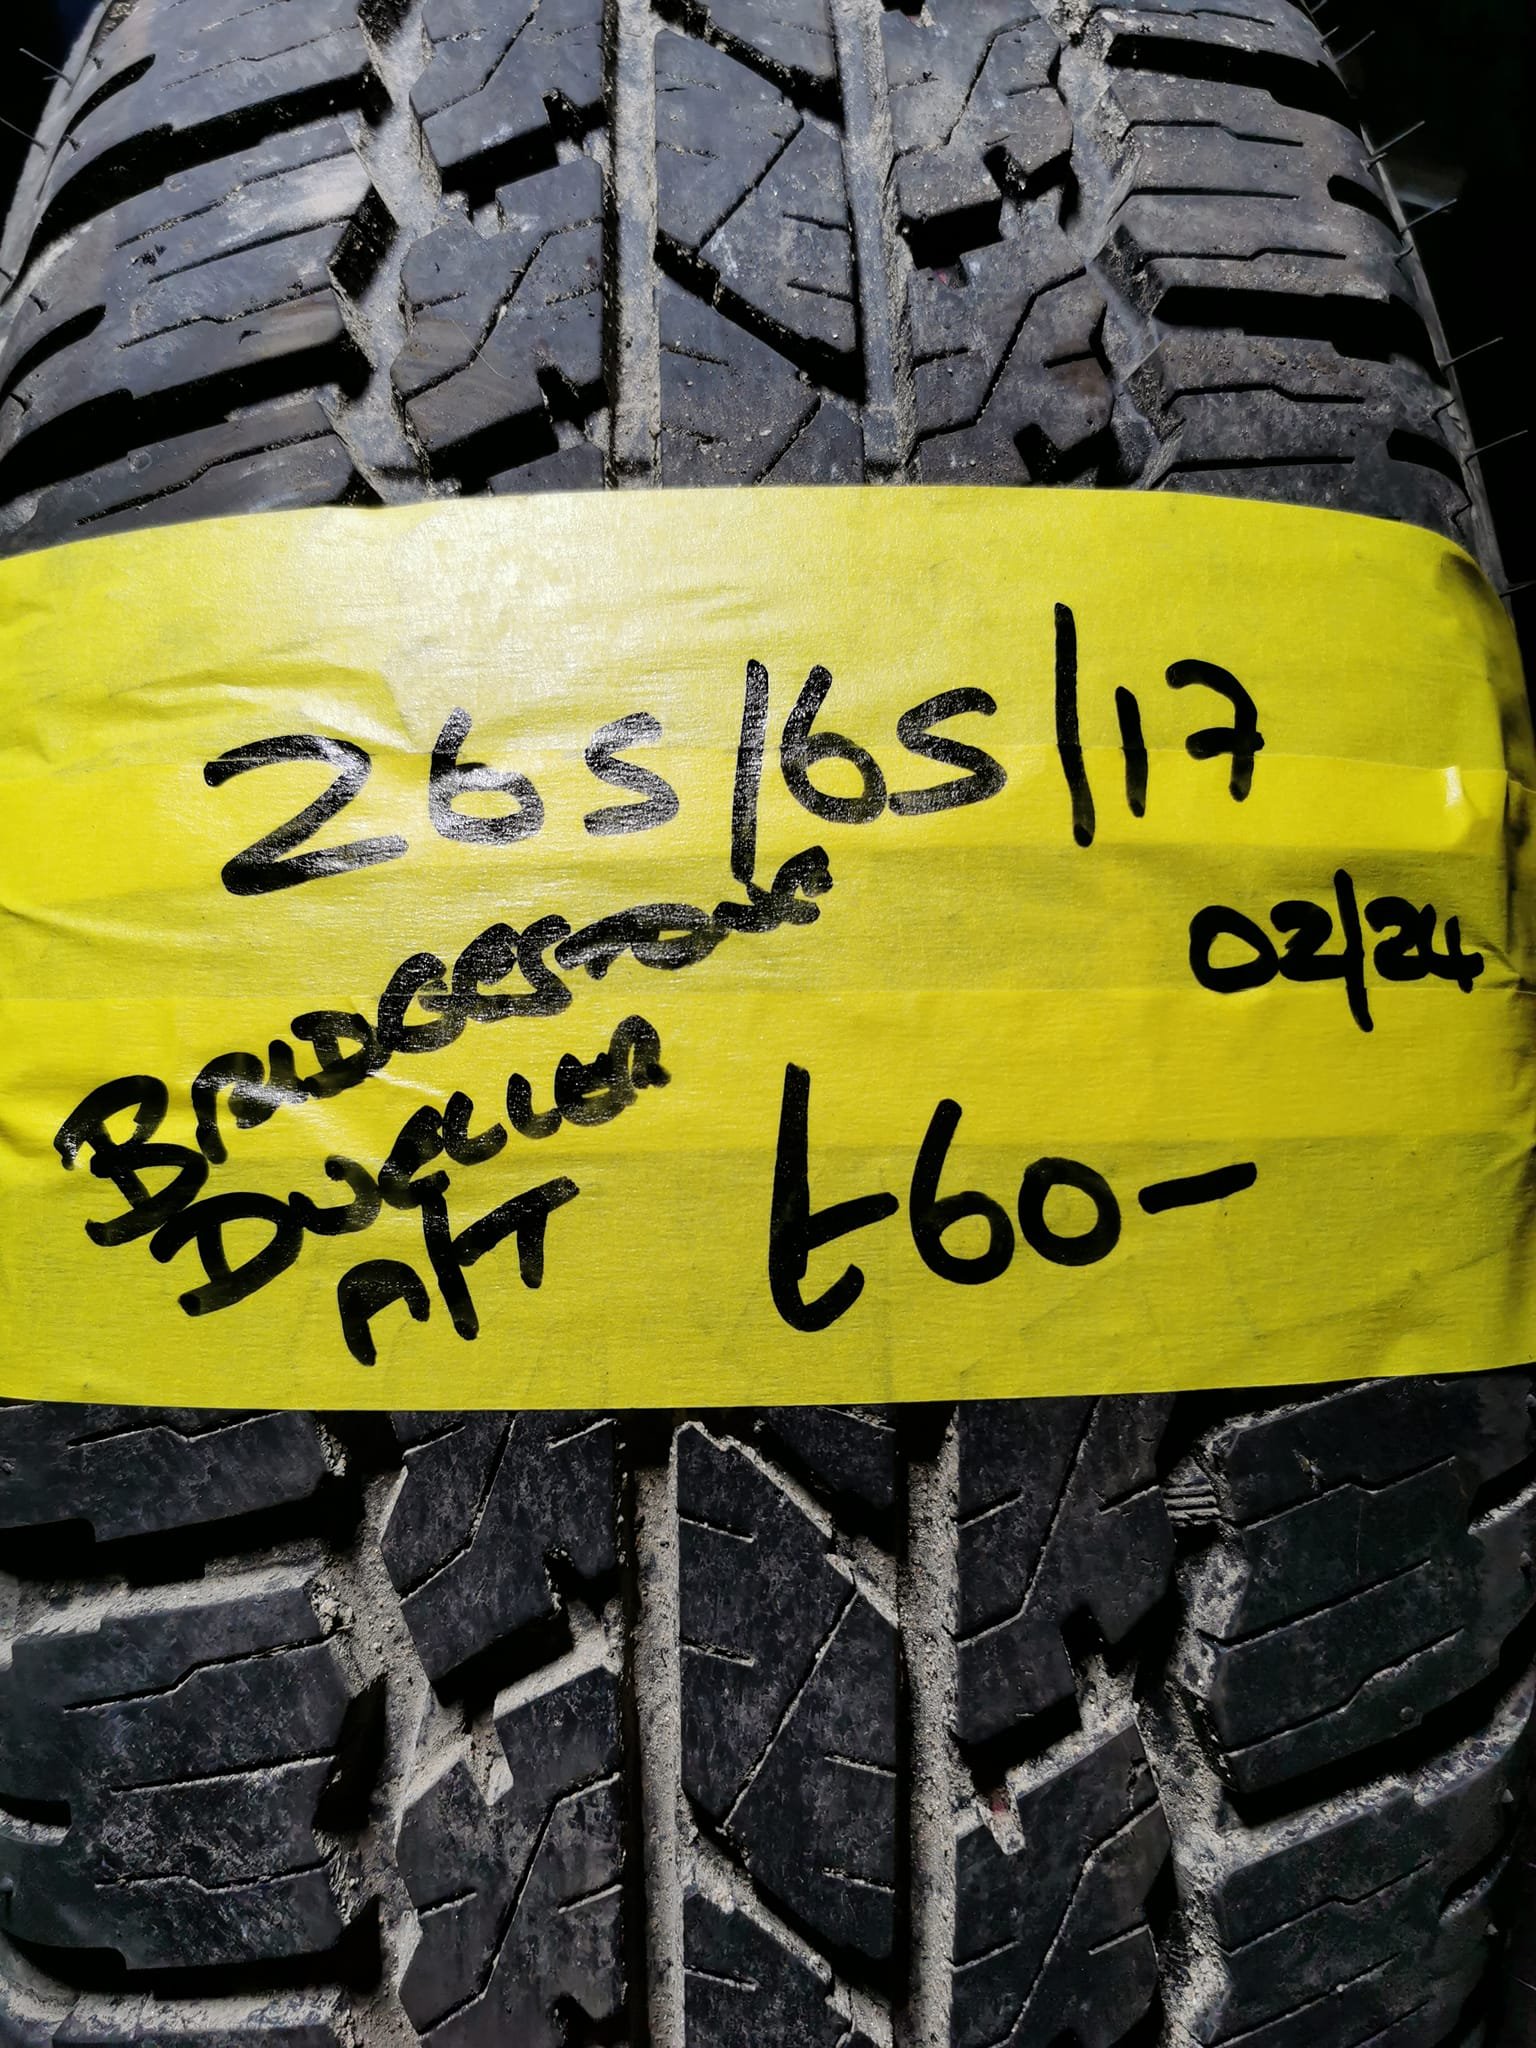 265/65/17
02/24
BRIDGESTONE
DUELLER
A/T
£60-